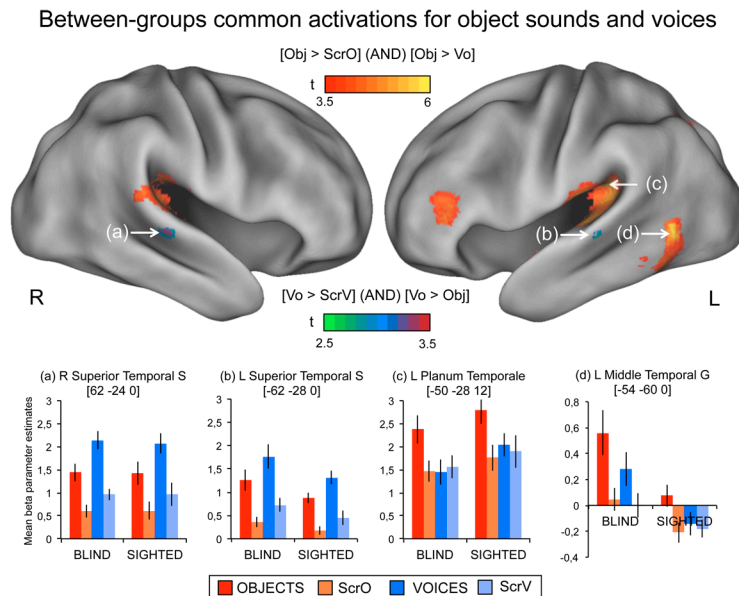 Between-groups common activations for object sounds and voices
[Obj > ScrO] (AND) [Obj > Vo]
t
3.5 6
(c)
(a)
(b)
(d)
R
L
[Vo > ScrV] (AND) [Vo > Obj]
t
2.5 3.5
(a) R Superior Temporal S
[62 -24 0]
Mean beta parameter estimates
3
2,5
2
1,5
1
0,5
0
BLIND SIGHTED
(b) L Superior Temporal S
[-62 -28 0]
3
2,5
2
1,5
1
0,5
0
BLIND SIGHTED
(c) L Planum Temporale
[-50 -28 12]
3
2,5
2
1,5
1
0,5
0
BLIND SIGHTED
(d) L Middle Temporal G
[-54 -60 0]
0,8
0,6
0,4
0,2
0
-0,2
-0,4
BLIND SIGHTED
OBJECTS ScrO VOICES ScrV